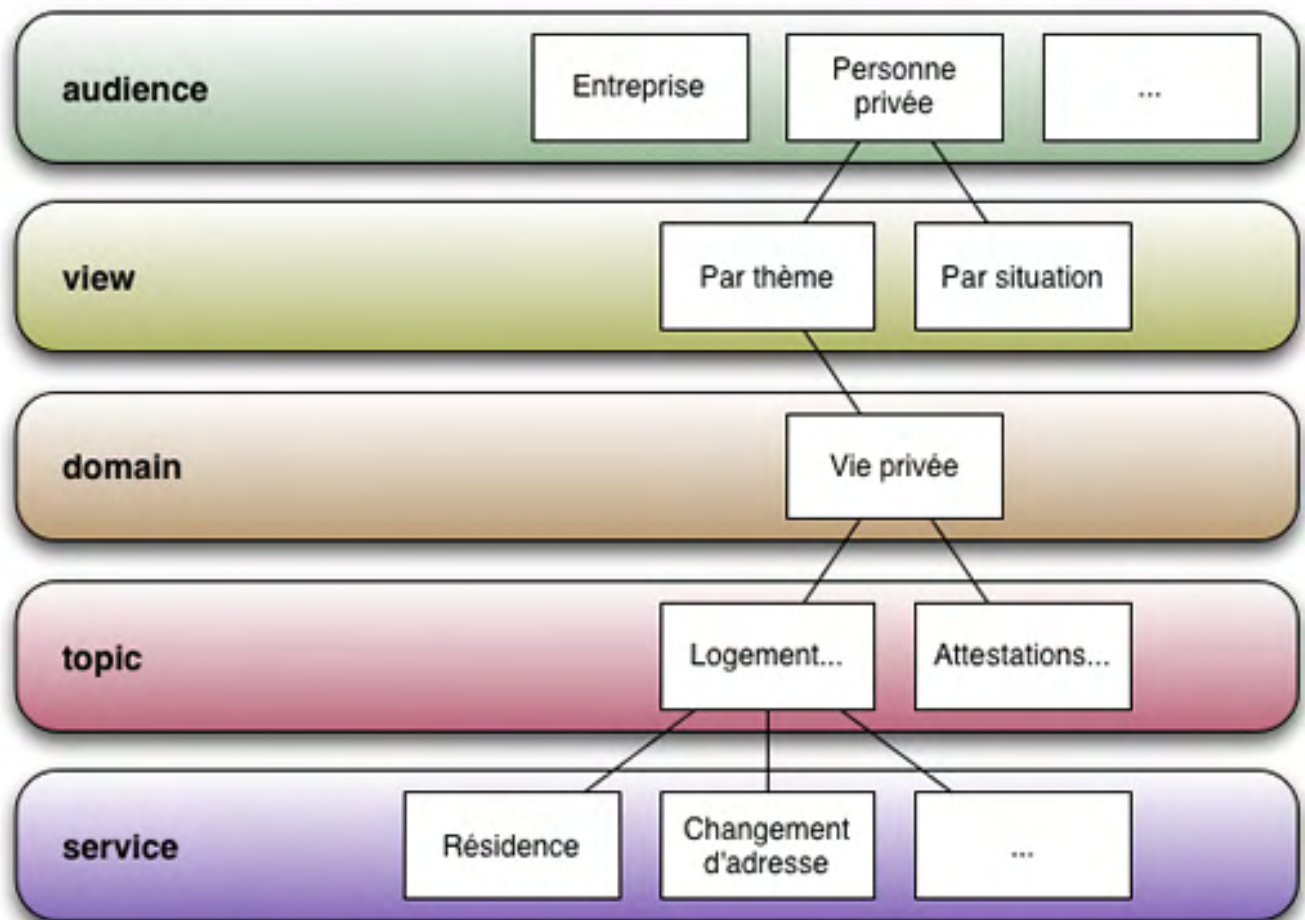 audience
Entreprise
Personne
privée
...
view
Par thème
Par situation
domain
Vie privée
topic
Logement...
Attestations...
service
Résidence
Changement
d'adresse
...